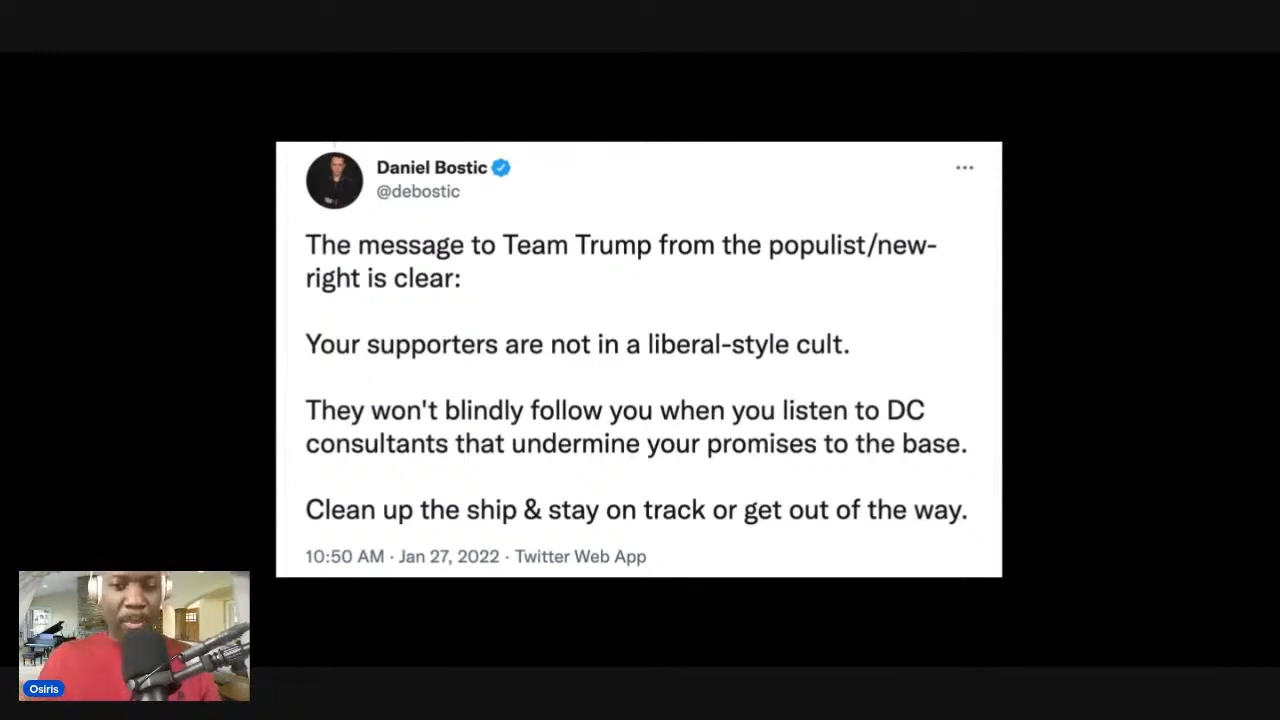 Daniel Bostic
@debostic
The message to Team Trump from the populist/new-
right is clear:
Your supporters are not in a liberal-style cult.
They won't blindly follow you when you listen to DC
consultants that undermine your promises to the base.
Clean up the ship & stay on track or get out of the way.
10:50 AM · Jan 27, 2022 · Twitter Web App
Osiris